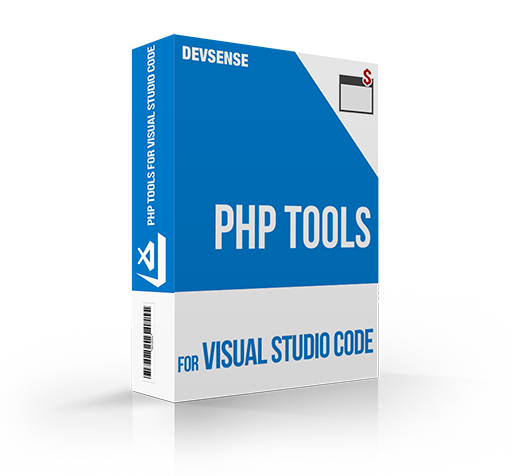 DEVSENSE
$
PHP TOOLS
FOR VISUAL STUDIO CODE
PHP TOOLS FOR VISUAL STUDIO CODE